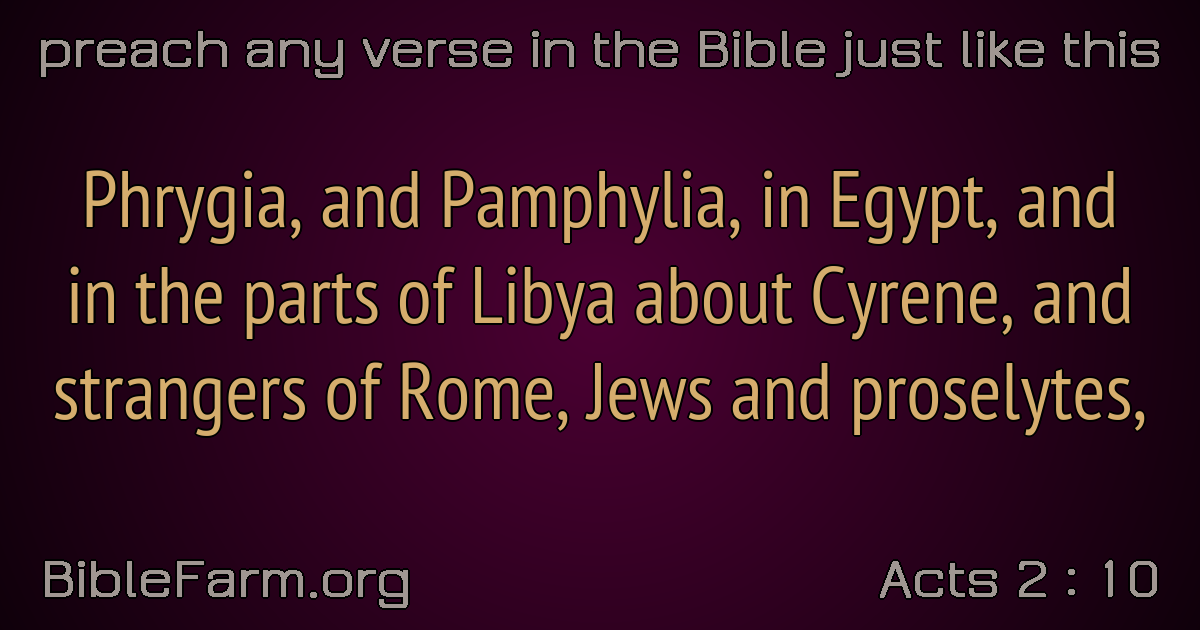 preach any verse in the Bible just like this
Phrygia, and Pamphylia, in Egypt, and
in the parts of Libya about Cyrene, and
strangers of Rome, Jews and proselytes,
BibleFarm.org
Acts 2 : 10